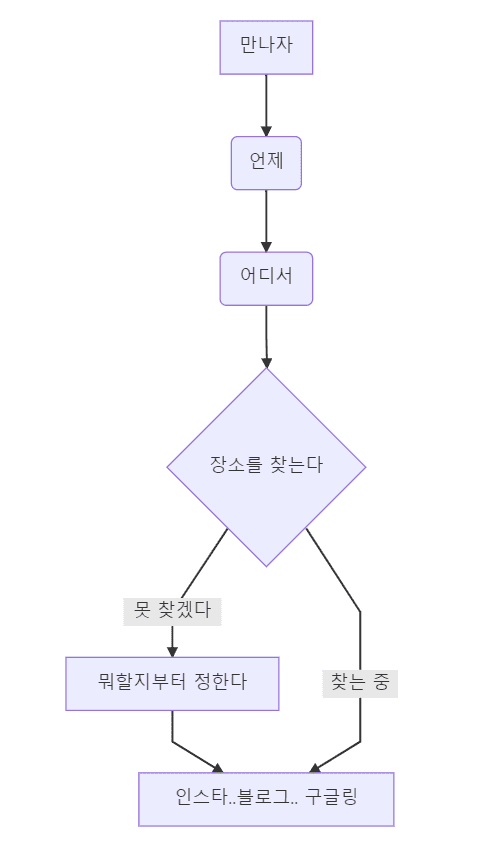 만나자
언제
어디서
장소를 찾는다
못 찾겠다
뭐할지부터 정한다
찾는 중
인스타..블로그.. 구글링